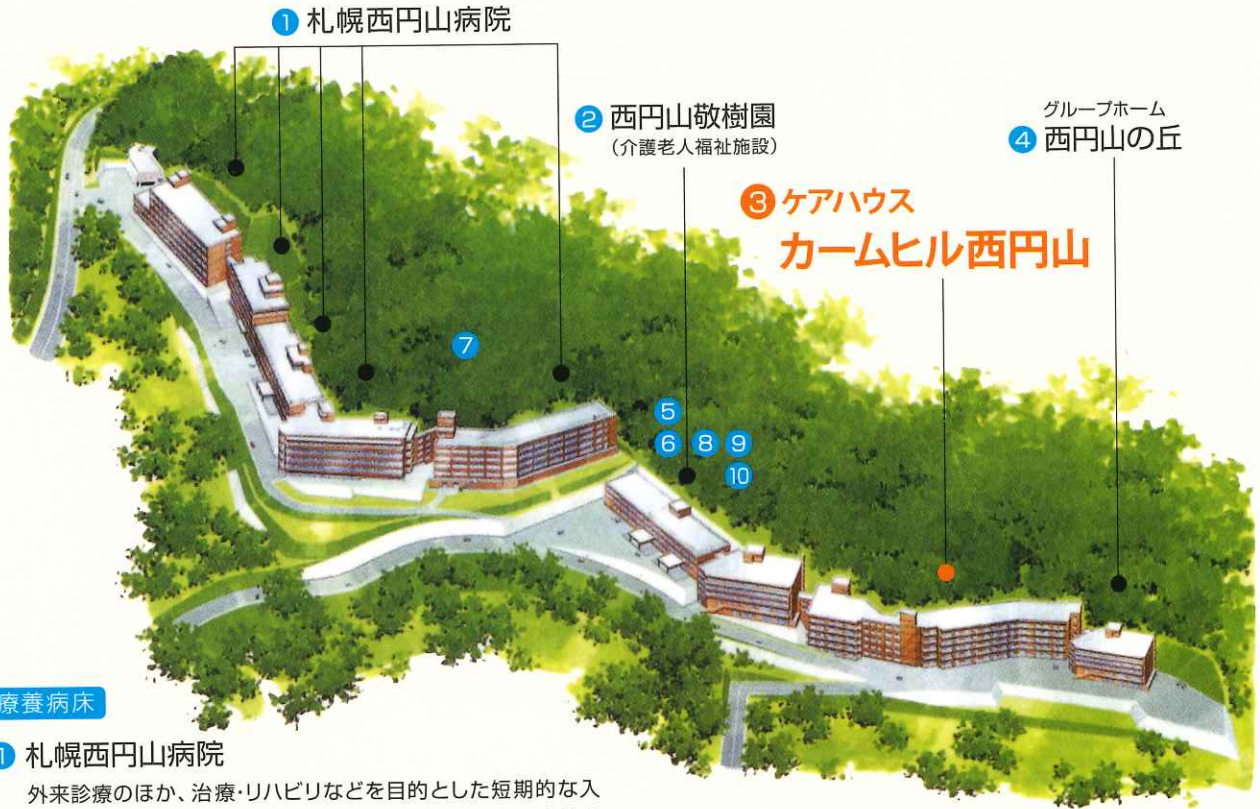 ① 札幌西円山病院
② 西円山敬樹園
(介護老人福祉施設)
グループホーム
④ 西円山の丘
③ ケアハウス
カームヒル西円山
⑦
⑤
⑥ ⑧ ⑨
⑩
療養病床
① 札幌西円山病院
外来診療のほか、治療・リハビリなどを目的とした短期的な入